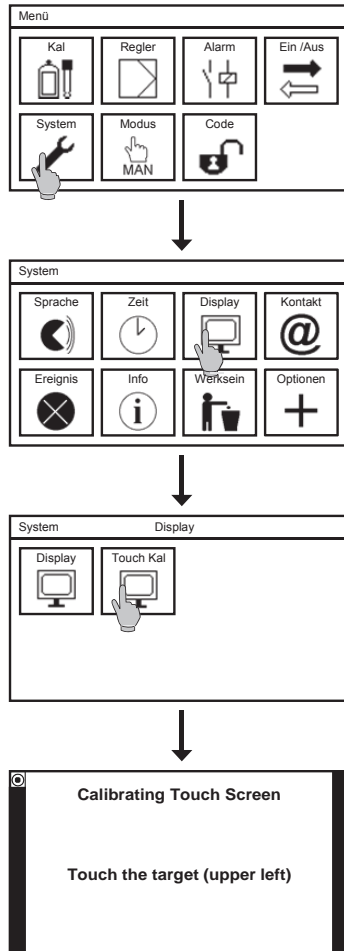 Menü
Kal Regler Alarm Ein /Aus
System Modus Code
MAN
System
Sprache Zeit Display Kontakt
@
Ereignis Info Werksein Optionen
i
System Display
Display Touch Kal
Calibrating Touch Screen
Touch the target (upper left)